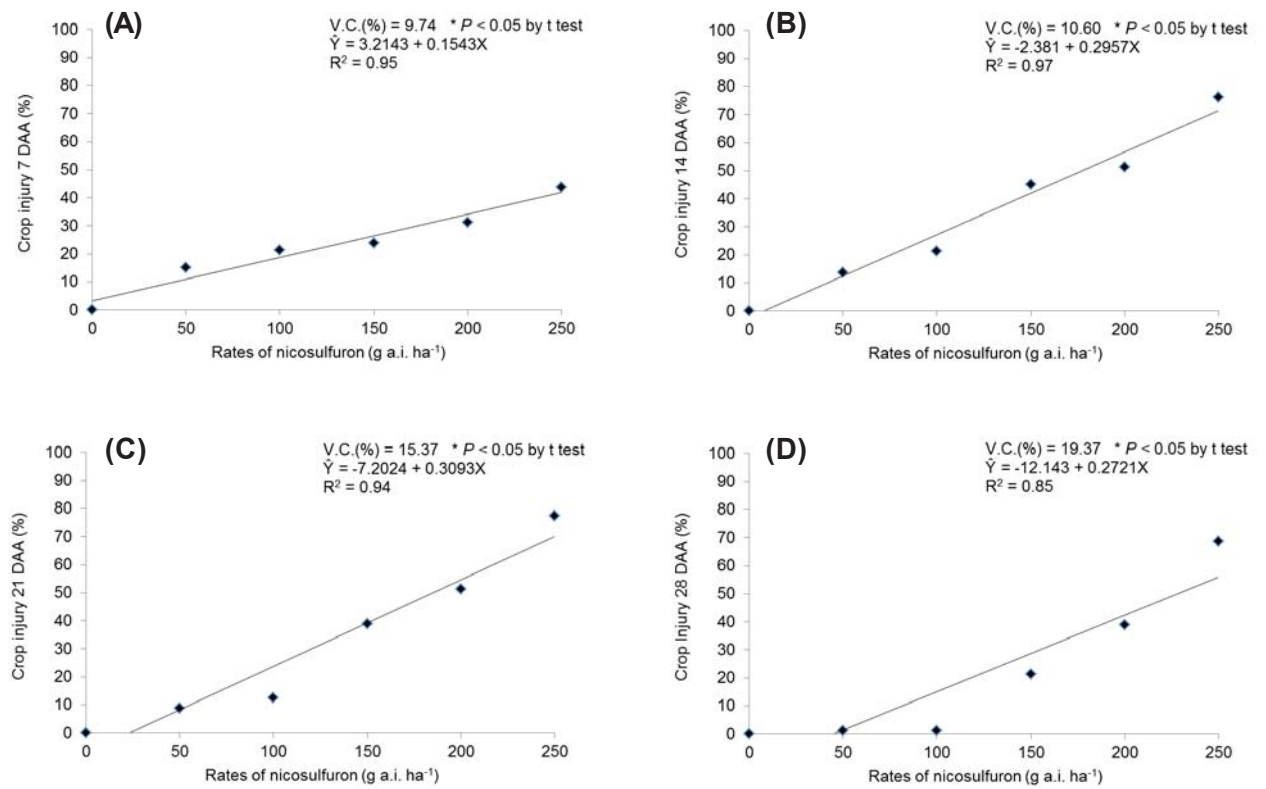 (A)
V.C.(%) = 9.74 * P < 0.05 by t test
Ŷ = 3.2143 + 0.1543X
R² = 0.95
Crop injury 7 DAA (%)
100
90
80
70
60
50
40
30
20
10
0
0 50 100 150 200 250
Rates of nicosulfuron (g a.i. ha⁻¹)
(B)
V.C.(%) = 10.60 * P < 0.05 by t test
Ŷ = -2.381 + 0.2957X
R² = 0.97
Crop injury 14 DAA (%)
100
90
80
70
60
50
40
30
20
10
0
0 50 100 150 200 250
Rates of nicosulfuron (g a.i. ha⁻¹)
(C)
V.C.(%) = 15.37 * P < 0.05 by t test
Ŷ = -7.2024 + 0.3093X
R² = 0.94
Crop injury 21 DAA (%)
100
90
80
70
60
50
40
30
20
10
0
0 50 100 150 200 250
Rates of nicosulfuron (g a.i. ha⁻¹)
(D)
V.C.(%) = 19.37 * P < 0.05 by t test
Ŷ = -12.143 + 0.2721X
R² = 0.85
Crop Injury 28 DAA (%)
100
90
80
70
60
50
40
30
20
10
0
0 50 100 150 200 250
Rates of nicosulfuron (g a.i. ha⁻¹)